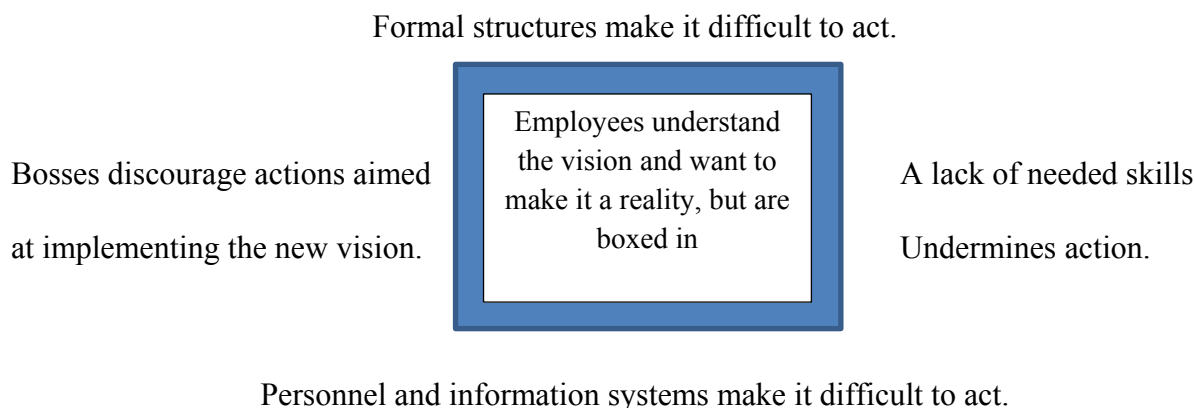 Formal structures make it difficult to act.
Employees understand
the vision and want to
make it a reality, but are
boxed in
Bosses discourage actions aimed
at implementing the new vision.
A lack of needed skills
Undermines action.
Personnel and information systems make it difficult to act.